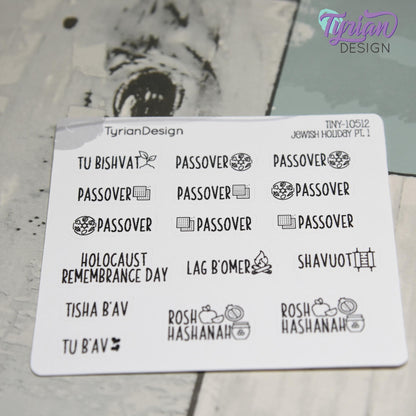 Tyrian
DESIGN
TyrianDesign
TINY-10512
JEWISH HOLIDAY PT. 1
TU BISHVAT
PASSOVER
PASSOVER
PASSOVER
PASSOVER
PASSOVER
PASSOVER
PASSOVER
PASSOVER
HOLOCAUST
REMEMBRANCE DAY
LAG B'OMER
SHAVUOT
TISHA B'AV
ROSH
HASHANAH
ROSH
HASHANAH
TU B'AV